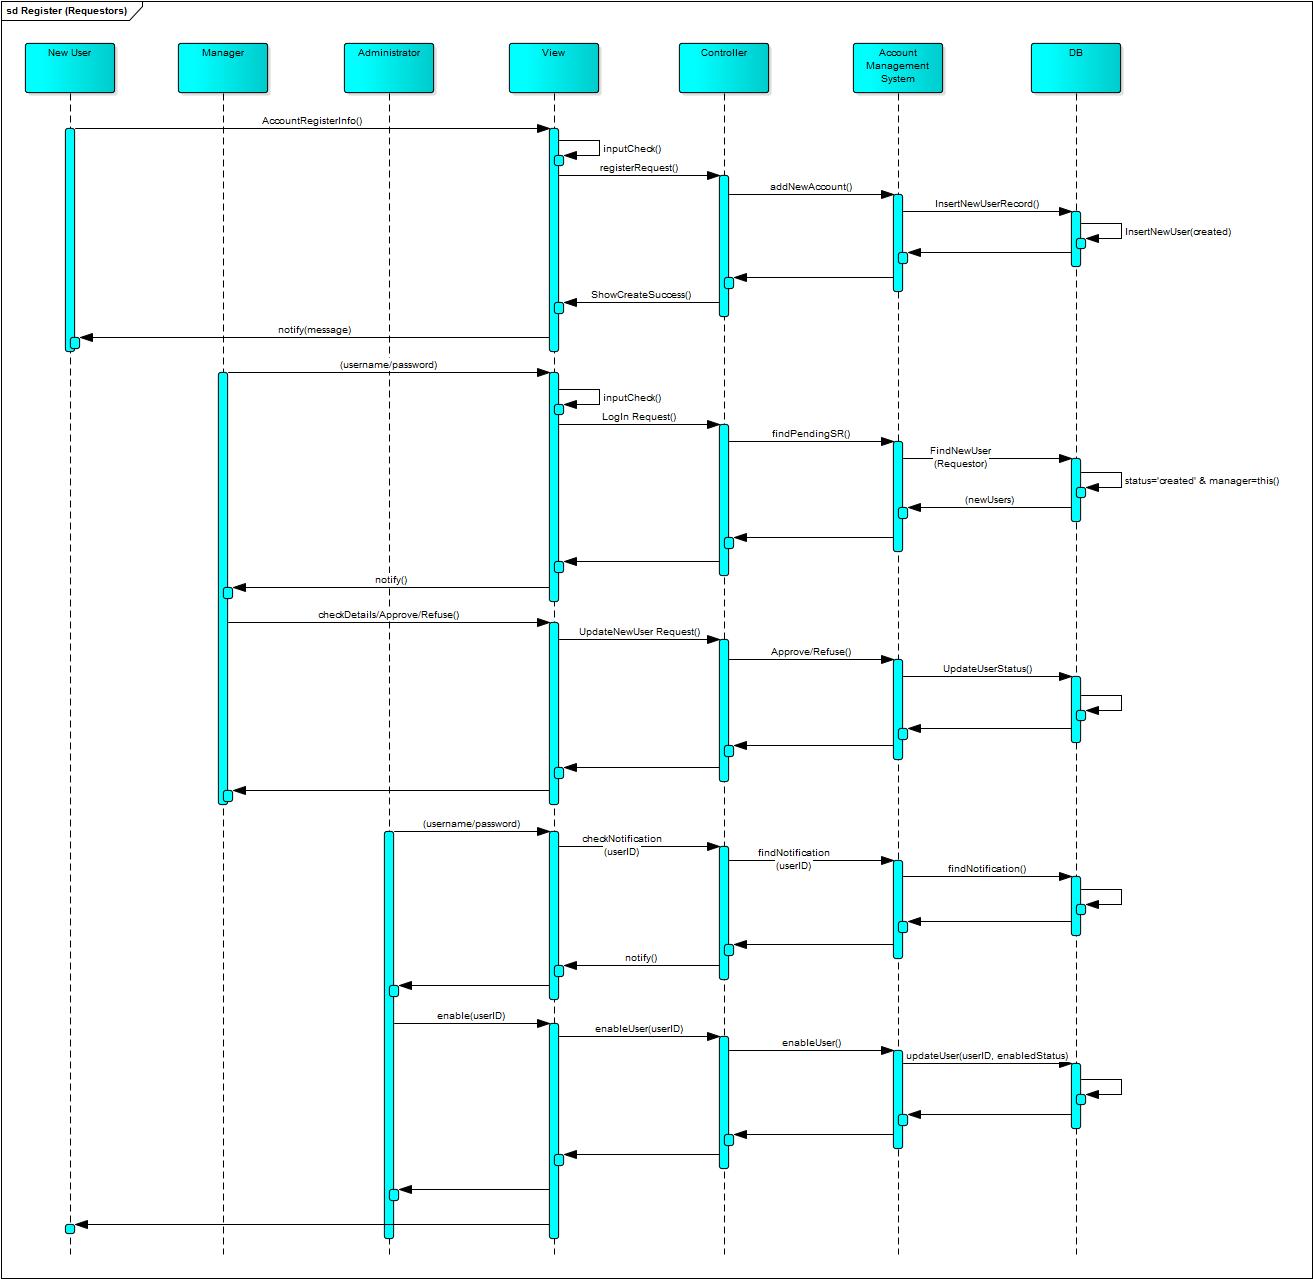 sd Register (Requestors)
New User
Manager
Administrator
View
Controller
Account
Management
System
DB
AccountRegisterInfo()
inputCheck()
registerRequest()
addNewAccount()
InsertNewUserRecord()
InsertNewUser(created)
ShowCreateSuccess()
notify(message)
(username/password)
inputCheck()
LogIn Request()
findPendingSR()
FindNewUser
(Requestor)
status='created' & manager=this()
(newUsers)
notify()
checkDetails/Approve/Refuse()
UpdateNewUser Request()
Approve/Refuse()
UpdateUserStatus()
(username/password)
checkNotification
(userID)
findNotification
(userID)
findNotification()
notify()
enable(userID)
enableUser(userID)
enableUser()
updateUser(userID, enabledStatus)